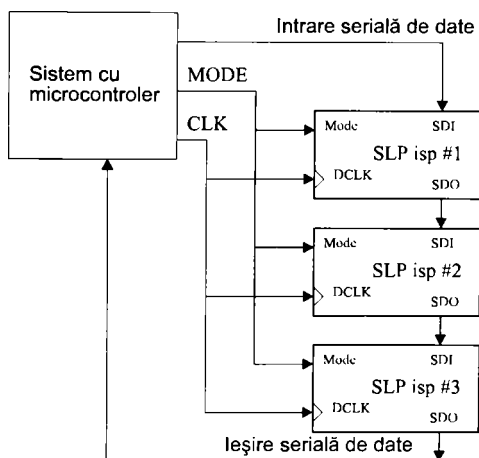 Intrare serială de date
Sistem cu
microcontroler
MODE
CLK
Mode SDI
SLP isp #1
DCLK
SDO
Mode SDI
SLP isp #2
DCLK
SDO
Mode SDI
SLP isp #3
DCLK
SDO
Ieşire serială de date